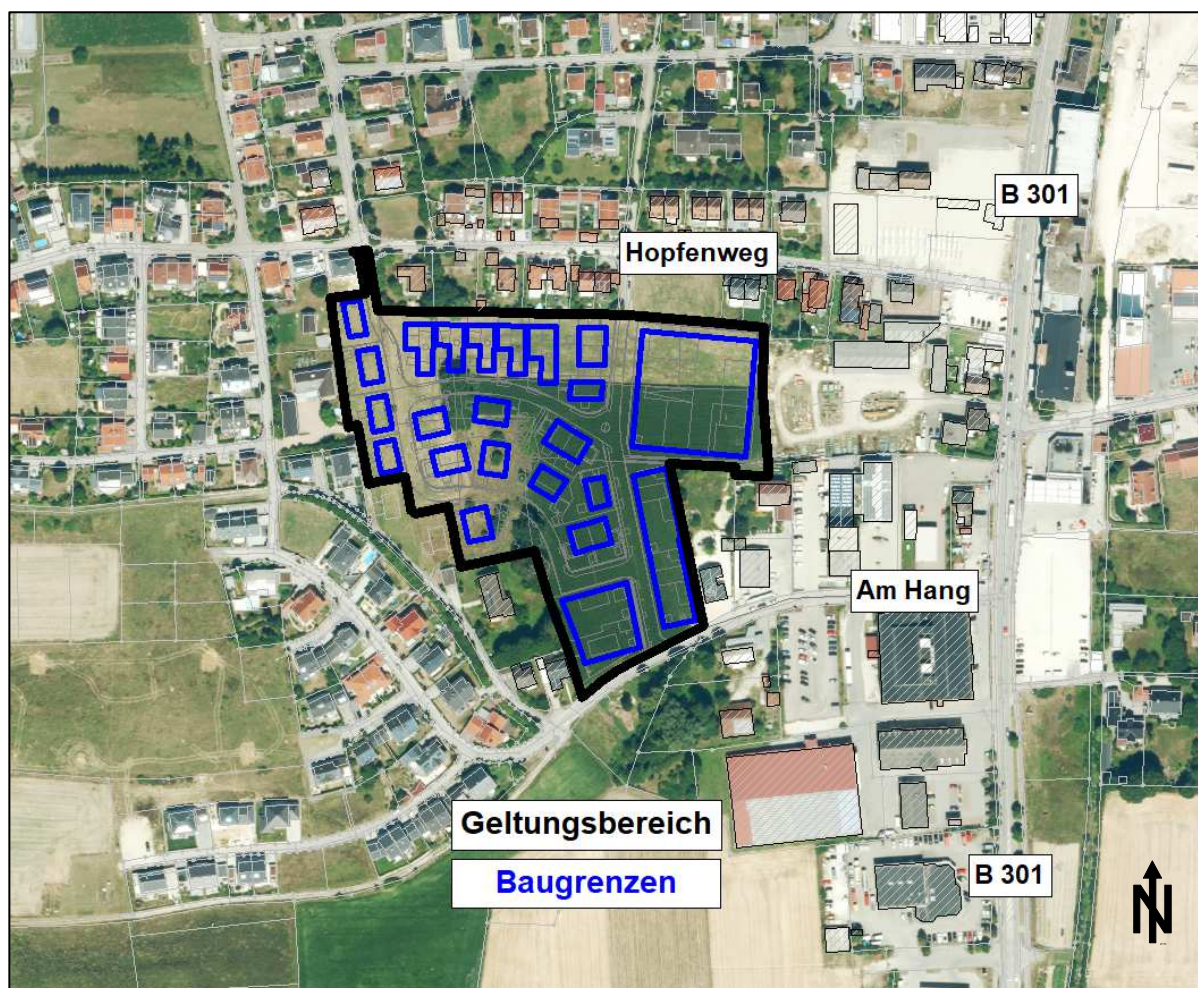 B 301
Hopfenweg
Am Hang
Geltungsbereich
Baugrenzen
B 301
N